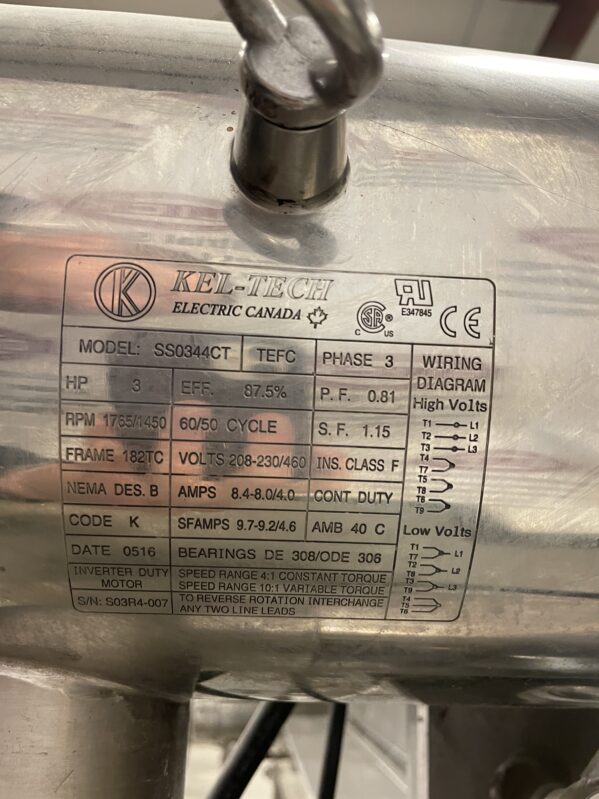 K KEL-TECH
ELECTRIC CANADA
C SA US
RU E347845
CE
MODEL: SS0344CT TEFC PHASE 3
HP 3 EFF. 87.5% P. F. 0.81
RPM 1765/1450 60/50 CYCLE S. F. 1.15
FRAME 182TC VOLTS 208-230/460 INS. CLASS F
NEMA DES. B AMPS 8.4-8.0/4.0 CONT DUTY
CODE K SFAMPS 9.7-9.2/4.6 AMB 40 C
DATE 0516 BEARINGS DE 308/ODE 306
INVERTER DUTY MOTOR
SPEED RANGE 4:1 CONSTANT TORQUE
SPEED RANGE 10:1 VARIABLE TORQUE
S/N: S03R4-007
TO REVERSE ROTATION INTERCHANGE
ANY TWO LINE LEADS
WIRING
DIAGRAM
High Volts
T1 L1
T2 L2
T3 L3
T4
T7
T5
T8
T6
T9
Low Volts
T1
T7 L1
T2
T8 L2
T3
T9 L3
T4
T5
T6